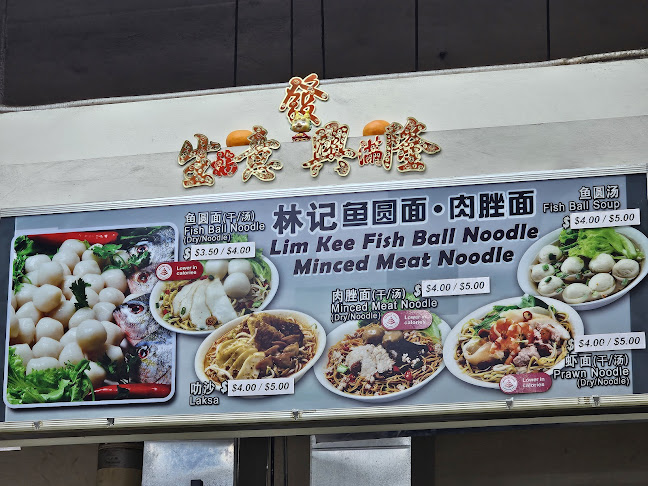 發
生意興隆
林记鱼圆面·肉脞面
Lim Kee Fish Ball Noodle
Minced Meat Noodle
鱼圆面(干/汤)
Fish Ball Noodle
(Dry/Noodle)
$3.50 / $4.00
Lower in calories
鱼圆汤
Fish Ball Soup
$4.00 / $5.00
叻沙
Laksa
$4.00 / $5.00
肉脞面(干/汤)
Minced Meat Noodle
(Dry/Noodle)
$4.00 / $5.00
Lower in calories
虾面(干/汤)
Prawn Noodle
(Dry/Noodle)
$4.00 / $5.00
Lower in calories
Lower in calories